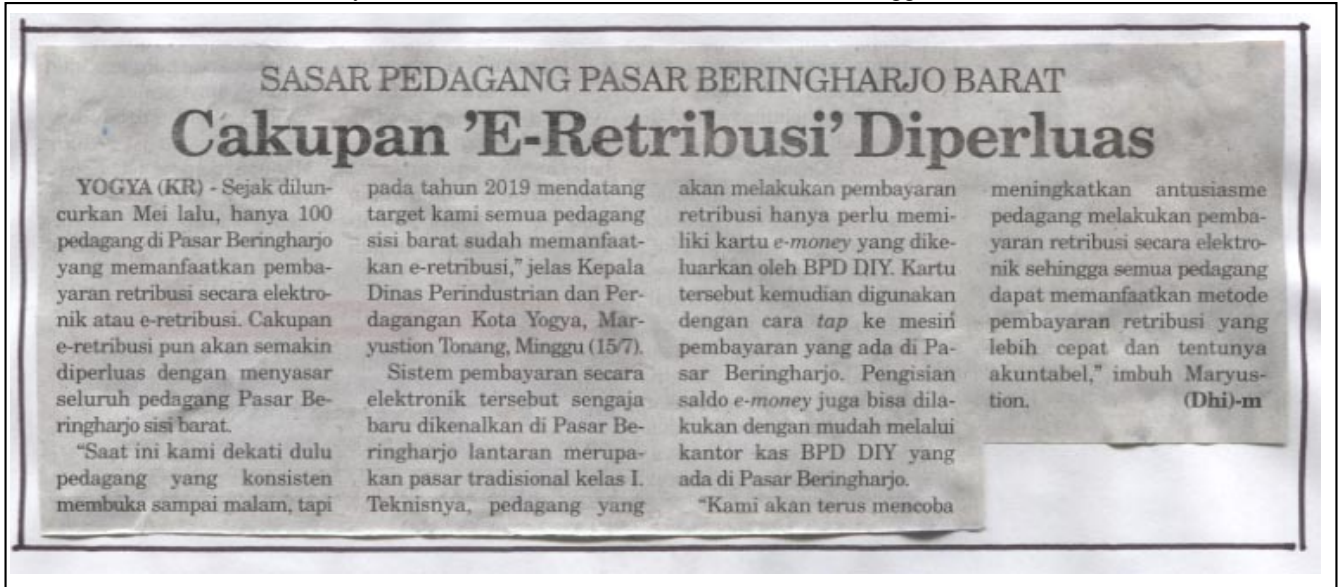 SASAR PEDAGANG PASAR BERINGHARJO BARAT
Cakupan 'E-Retribusi' Diperluas
YOGYA (KR) - Sejak dilun-
curkan Mei lalu, hanya 100
pedagang di Pasar Beringharjo
yang memanfaatkan pemba-
yaran retribusi secara elektro-
nik atau e-retribusi. Cakupan
e-retribusi pun akan semakin
diperluas dengan menyasar
seluruh pedagang Pasar Be-
ringharjo sisi barat.
"Saat ini kami dekati dulu
pedagang yang konsisten
membuka sampai malam, tapi
pada tahun 2019 mendatang
target kami semua pedagang
sisi barat sudah memanfaat-
kan e-retribusi," jelas Kepala
Dinas Perindustrian dan Per-
dagangan Kota Yogya, Mar-
yustion Tonang, Minggu (15/7).
Sistem pembayaran secara
elektronik tersebut sengaja
baru dikenalkan di Pasar Be-
ringharjo lantaran merupa-
kan pasar tradisional kelas I.
Teknisnya, pedagang yang
akan melakukan pembayaran
retribusi hanya perlu memi-
liki kartu e-money yang dike-
luarkan oleh BPD DIY. Kartu
tersebut kemudian digunakan
dengan cara tap ke mesin
pembayaran yang ada di Pa-
sar Beringharjo. Pengisian
saldo e-money juga bisa dila-
kukan dengan mudah melalui
kantor kas BPD DIY yang
ada di Pasar Beringharjo.
"Kami akan terus mencoba
meningkatkan antusiasme
pedagang melakukan pemba-
yaran retribusi secara elektro-
nik sehingga semua pedagang
dapat memanfaatkan metode
pembayaran retribusi yang
lebih cepat dan tentunya
akuntabel," imbuh Maryus-
tion. (Dhi)-m